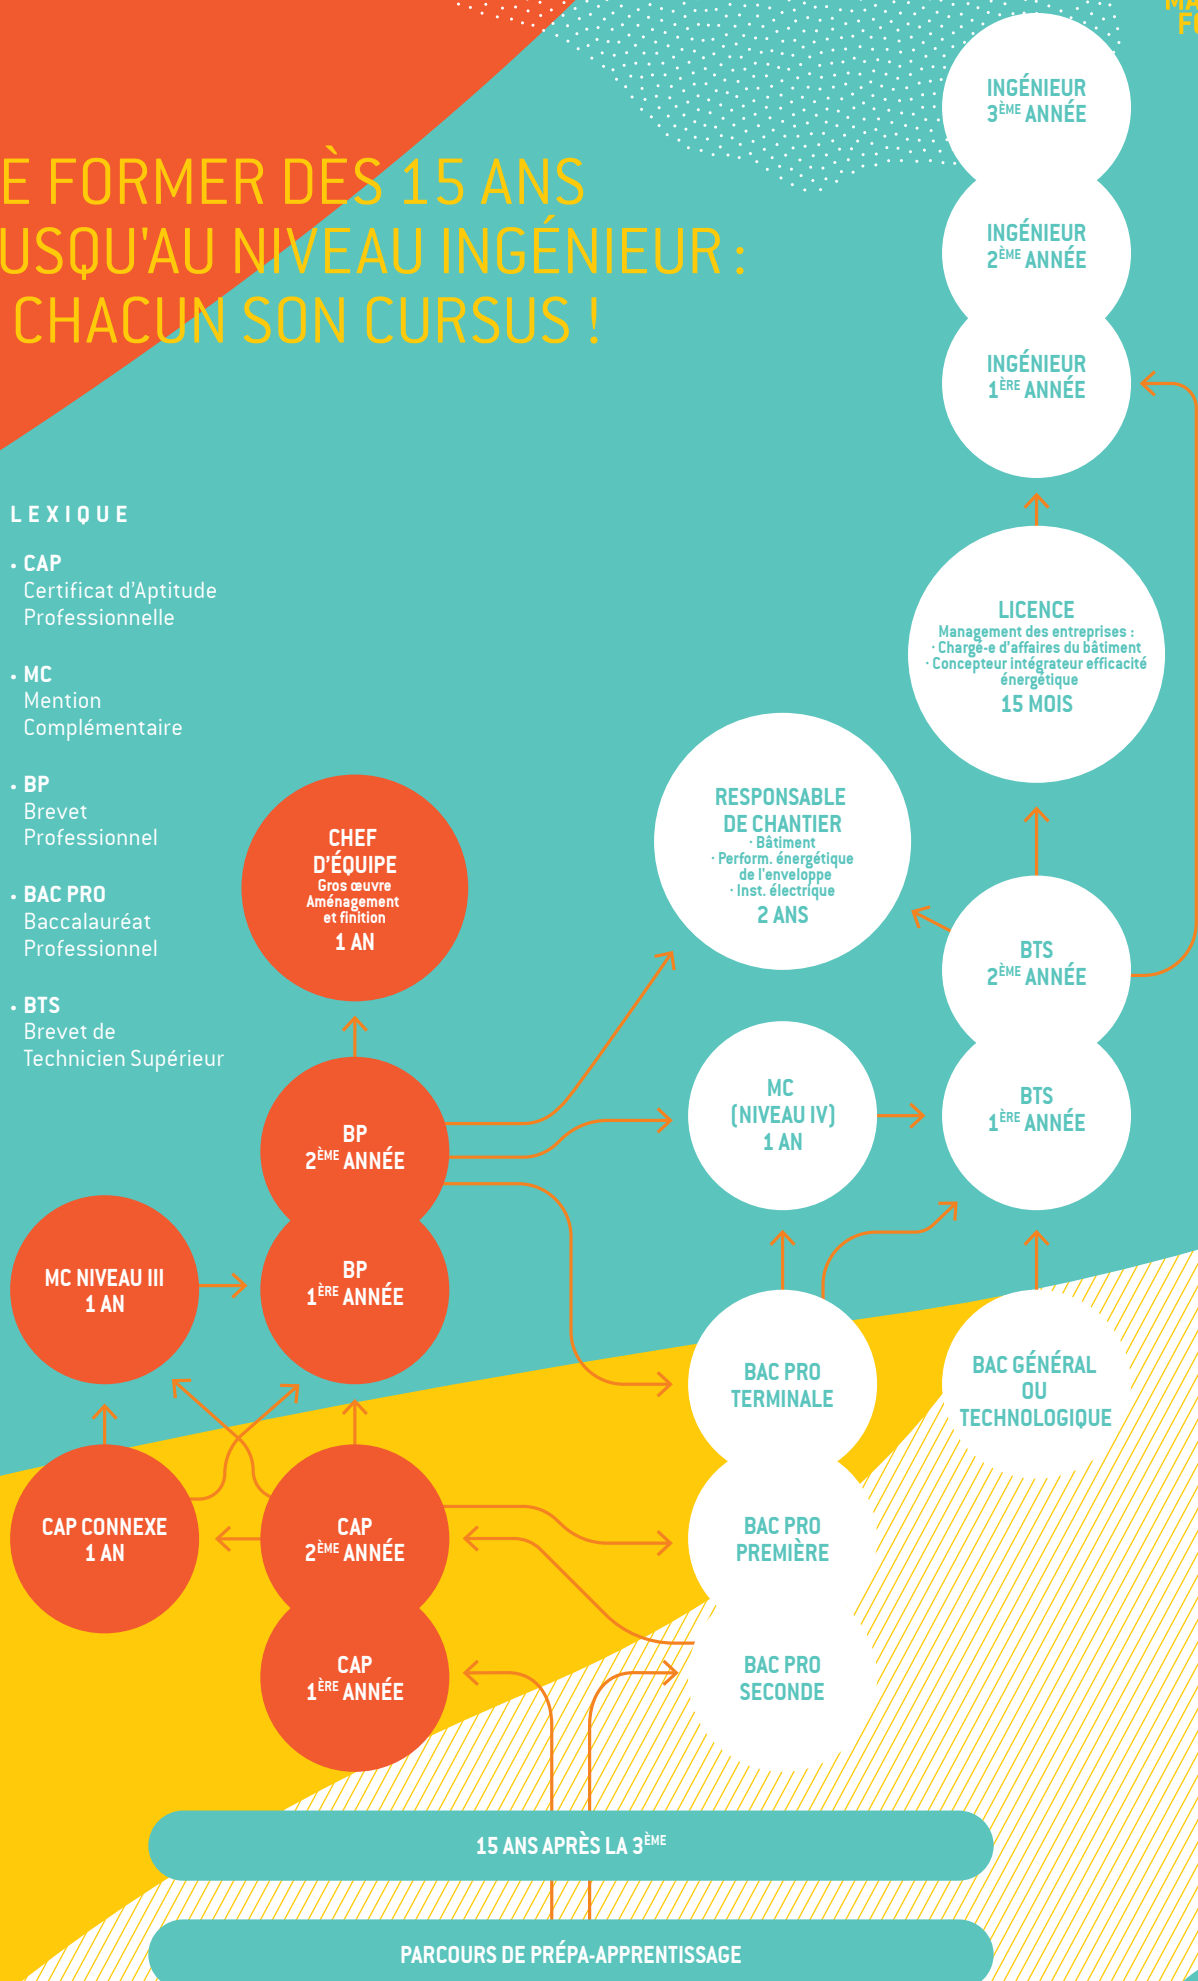 E FORMER DÈS 15 ANS
USQU'AU NIVEAU INGÉNIEUR :
CHACUN SON CURSUS !
LEXIQUE
• CAP
Certificat d’Aptitude
Professionnelle
• MC
Mention
Complémentaire
• BP
Brevet
Professionnel
• BAC PRO
Baccalauréat
Professionnel
• BTS
Brevet de
Technicien Supérieur
INGÉNIEUR
3ÈME ANNÉE
INGÉNIEUR
2ÈME ANNÉE
INGÉNIEUR
1ÈRE ANNÉE
LICENCE
Management des entreprises :
· Chargé-e d’affaires du bâtiment
· Concepteur intégrateur efficacité
énergétique
15 MOIS
RESPONSABLE
DE CHANTIER
· Bâtiment
· Perform. énergétique
de l'enveloppe
· Inst. électrique
2 ANS
CHEF
D’ÉQUIPE
Gros œuvre
Aménagement
et finition
1 AN
BTS
2ÈME ANNÉE
BTS
1ÈRE ANNÉE
MC
(NIVEAU IV)
1 AN
BP
2ÈME ANNÉE
BP
1ÈRE ANNÉE
MC NIVEAU III
1 AN
BAC PRO
TERMINALE
BAC GÉNÉRAL
OU
TECHNOLOGIQUE
CAP CONNEXE
1 AN
CAP
2ÈME ANNÉE
BAC PRO
PREMIÈRE
CAP
1ÈRE ANNÉE
BAC PRO
SECONDE
15 ANS APRÈS LA 3ÈME
PARCOURS DE PRÉPA-APPRENTISSAGE